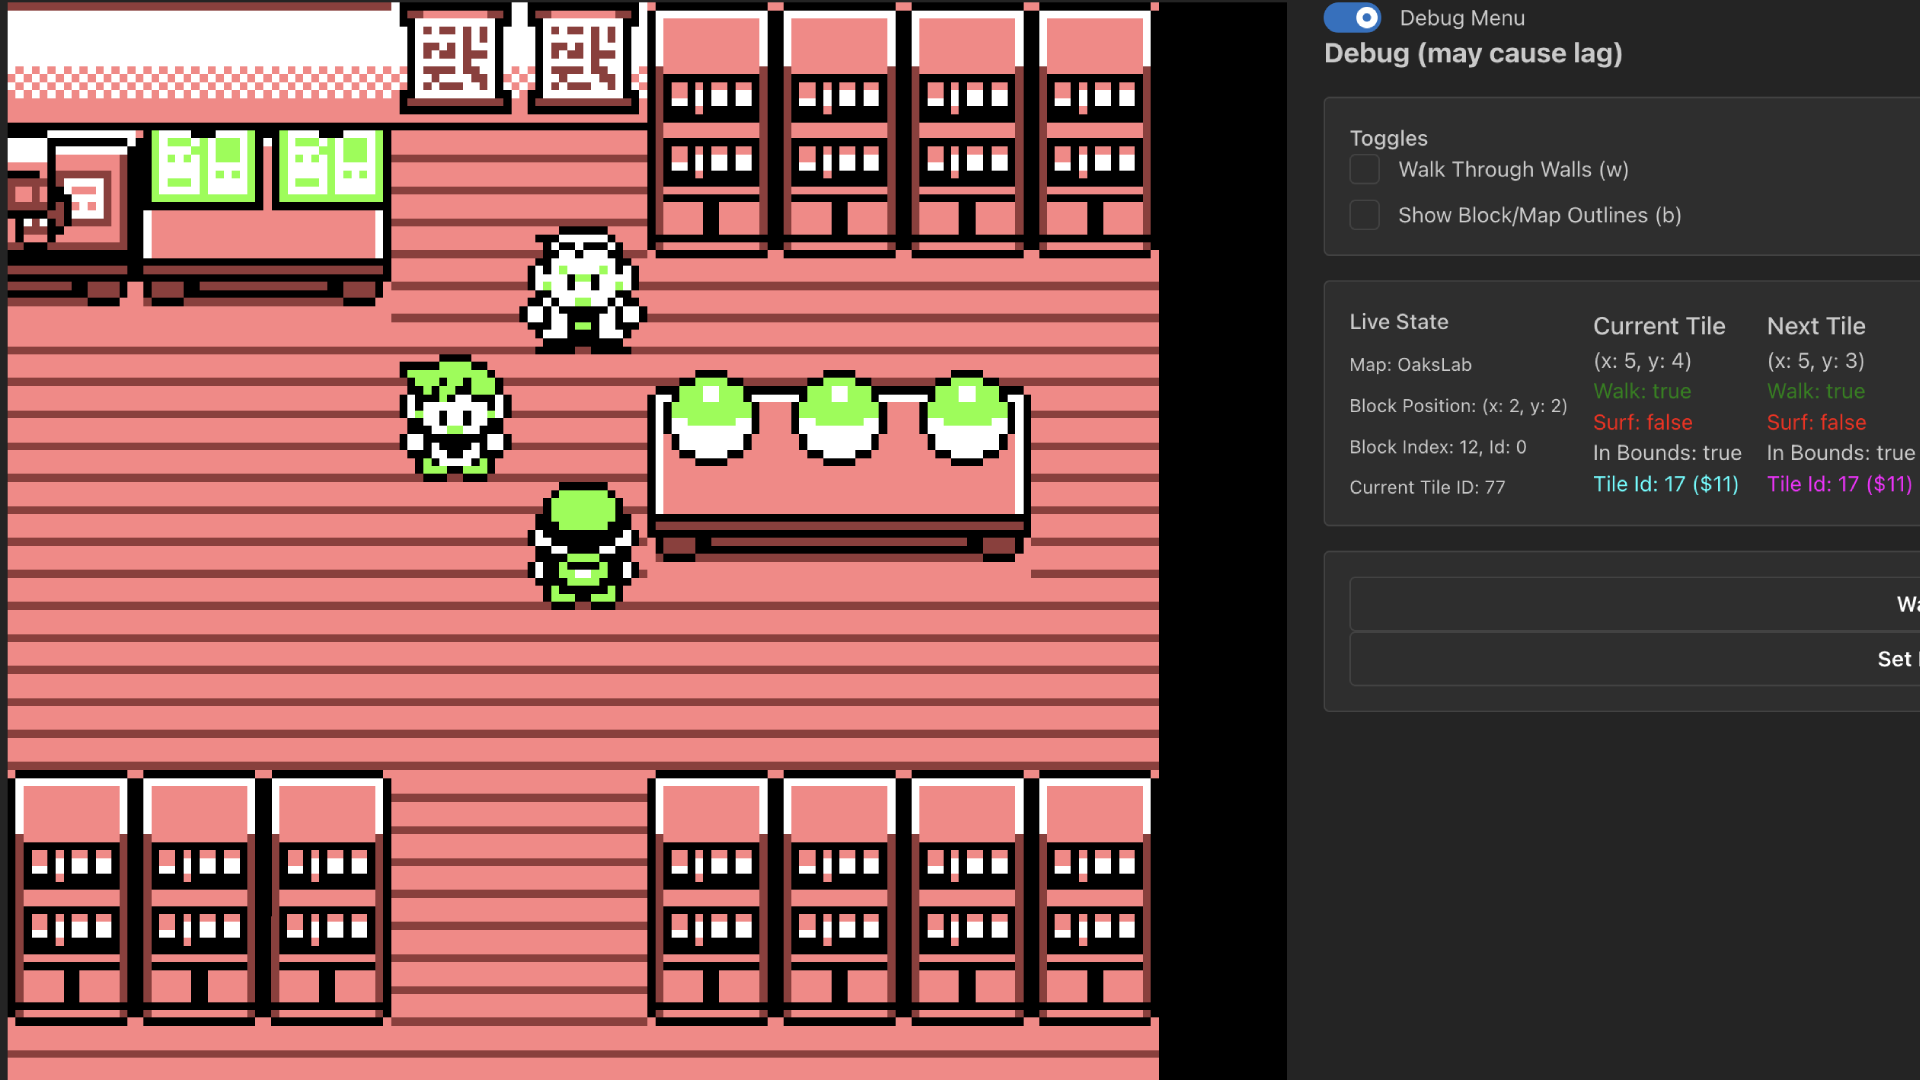 Debug Menu
Debug (may cause lag)
Toggles
Walk Through Walls (w)
Show Block/Map Outlines (b)
Live State
Map: OaksLab
Block Position: (x: 2, y: 2)
Block Index: 12, Id: 0
Current Tile ID: 77
Current Tile
(x: 5, y: 4)
Walk: true
Surf: false
In Bounds: true
Tile Id: 17 ($11)
Next Tile
(x: 5, y: 3)
Walk: true
Surf: false
In Bounds: true
Tile Id: 17 ($11)
Set